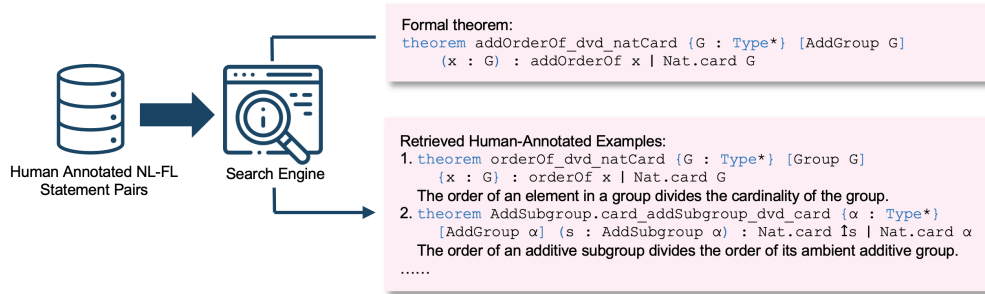 Formal theorem:
theorem addOrderOf_dvd_natCard {G : Type*} [AddGroup G]
(x : G) : addOrderOf x | Nat.card G
Human Annotated NL-FL
Statement Pairs
Search Engine
Retrieved Human-Annotated Examples:
1. theorem orderOf_dvd_natCard {G : Type*} [Group G]
{x : G} : orderOf x | Nat.card G
The order of an element in a group divides the cardinality of the group.
2. theorem AddSubgroup.card_addSubgroup_dvd_card {α : Type*}
[AddGroup α] (s : AddSubgroup α) : Nat.card ↥s | Nat.card α
The order of an additive subgroup divides the order of its ambient additive group.
......